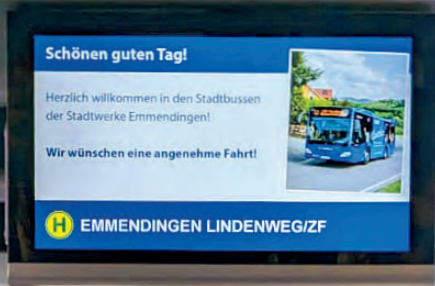 Schönen guten Tag!
Herzlich willkommen in den Stadtbussen
der Stadtwerke Emmendingen!
Wir wünschen eine angenehme Fahrt!
H EMMENDINGEN LINDENWEG/ZF